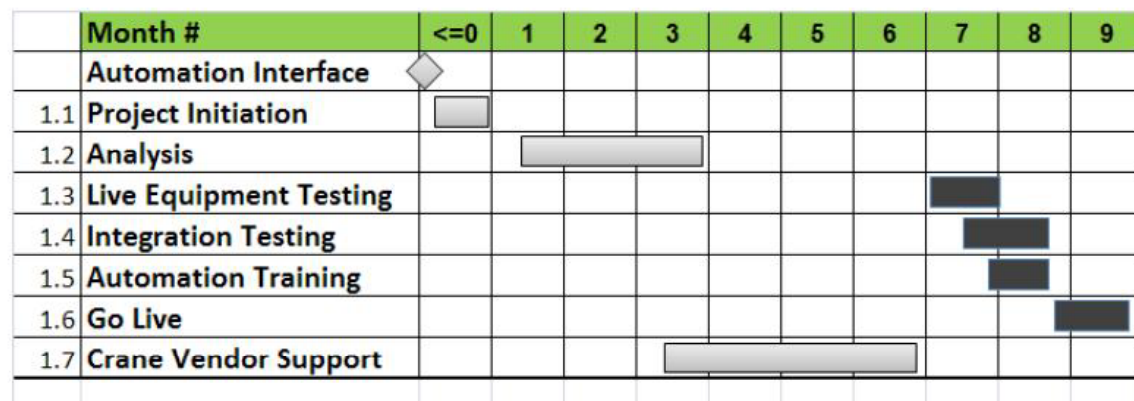 Month # <=0 1 2 3 4 5 6 7 8 9
Automation Interface
1.1 Project Initiation
1.2 Analysis
1.3 Live Equipment Testing
1.4 Integration Testing
1.5 Automation Training
1.6 Go Live
1.7 Crane Vendor Support